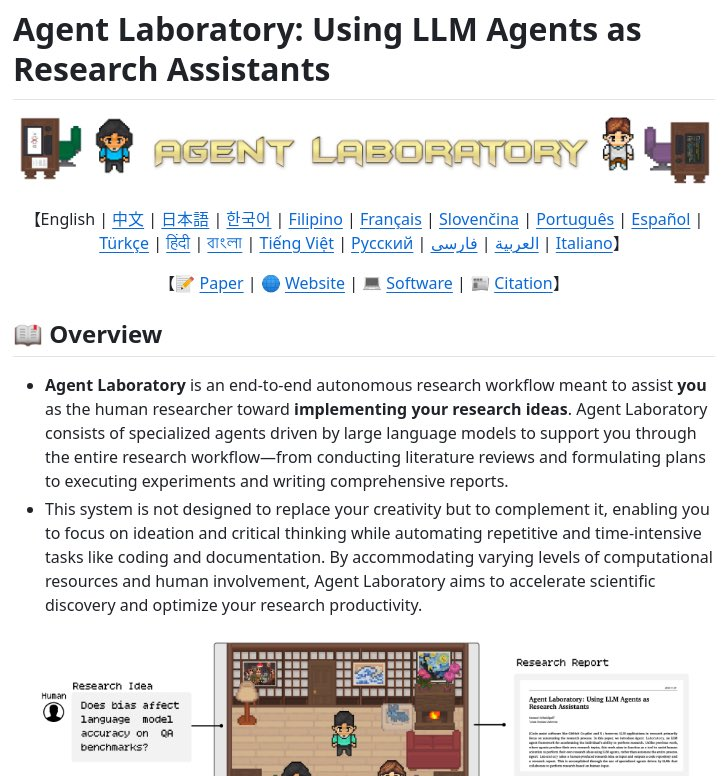 Agent Laboratory: Using LLM Agents as
Research Assistants
AGENT LABORATORY
【English | 中文 | 日本語 | 한국어 | Filipino | Français | Slovenčina | Português | Español |
Türkçe | हिंदी | বাংলা | Tiếng Việt | Русский | فارسی | العربية | Italiano】
【📝 Paper | 🌐 Website | 💻 Software | 📰 Citation】
📖 Overview
• Agent Laboratory is an end-to-end autonomous research workflow meant to assist you
as the human researcher toward implementing your research ideas. Agent Laboratory
consists of specialized agents driven by large language models to support you through
the entire research workflow—from conducting literature reviews and formulating plans
to executing experiments and writing comprehensive reports.
• This system is not designed to replace your creativity but to complement it, enabling you
to focus on ideation and critical thinking while automating repetitive and time-intensive
tasks like coding and documentation. By accommodating varying levels of computational
resources and human involvement, Agent Laboratory aims to accelerate scientific
discovery and optimize your research productivity.
Research Idea
Human
Does bias affect
language model
accuracy on QA
benchmarks?
Research Report
Agent Laboratory: Using LLM Agents as
Research Assistants